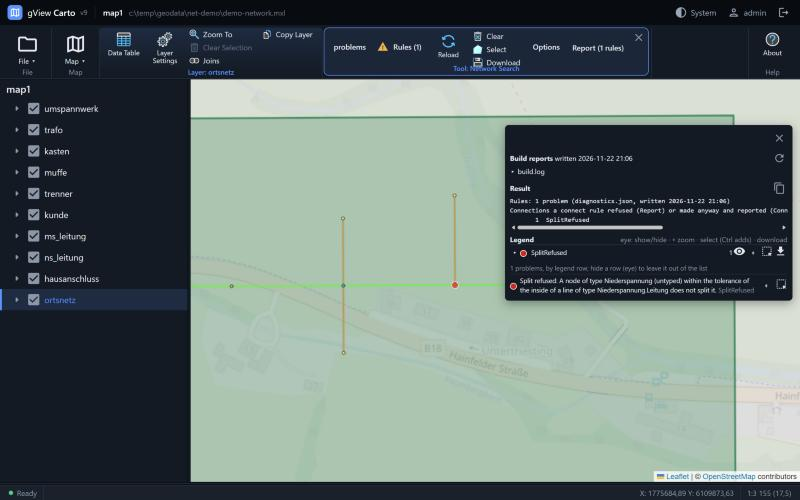 gView Carto v9 map1 c:\temp\geodata\net-demo\demo-network.mxl System admin
File Map Data Table Layer Settings Zoom To Clear Selection Joins Copy Layer
File Map Layer: ortsnetz
problems Rules (1) Reload Clear Select Download Options Report (1 rules)
Tool: Network Search
About
Help
map1
umspannwerk
trafo
kasten
muffe
trenner
kunde
ms_leitung
ns_leitung
hausanschluss
ortsnetz
Build reports written 2026-11-22 21:06
• build.log
Result
Rules: 1 problem (diagnostics.json, written 2026-11-22 21:06)
Connections a connect rule refused (Report) or made anyway and reported (Conn
1 SplitRefused
Legend eye: show/hide · + zoom · select (Ctrl adds) · download
SplitRefused 1
1 problems, by legend row, hide a row (eye) to leave it out of the list
Split refused: A node of type Niederspannung (untyped) within the tolerance of
the inside of a line of type Niederspannung.Leitung does not split it. SplitRefused
B18
Hainfelder Straße
Hainf
Leaflet | © OpenStreetMap contributors
Ready X: 1775684,89 Y: 6109873,63 1:3 155 (17,5)